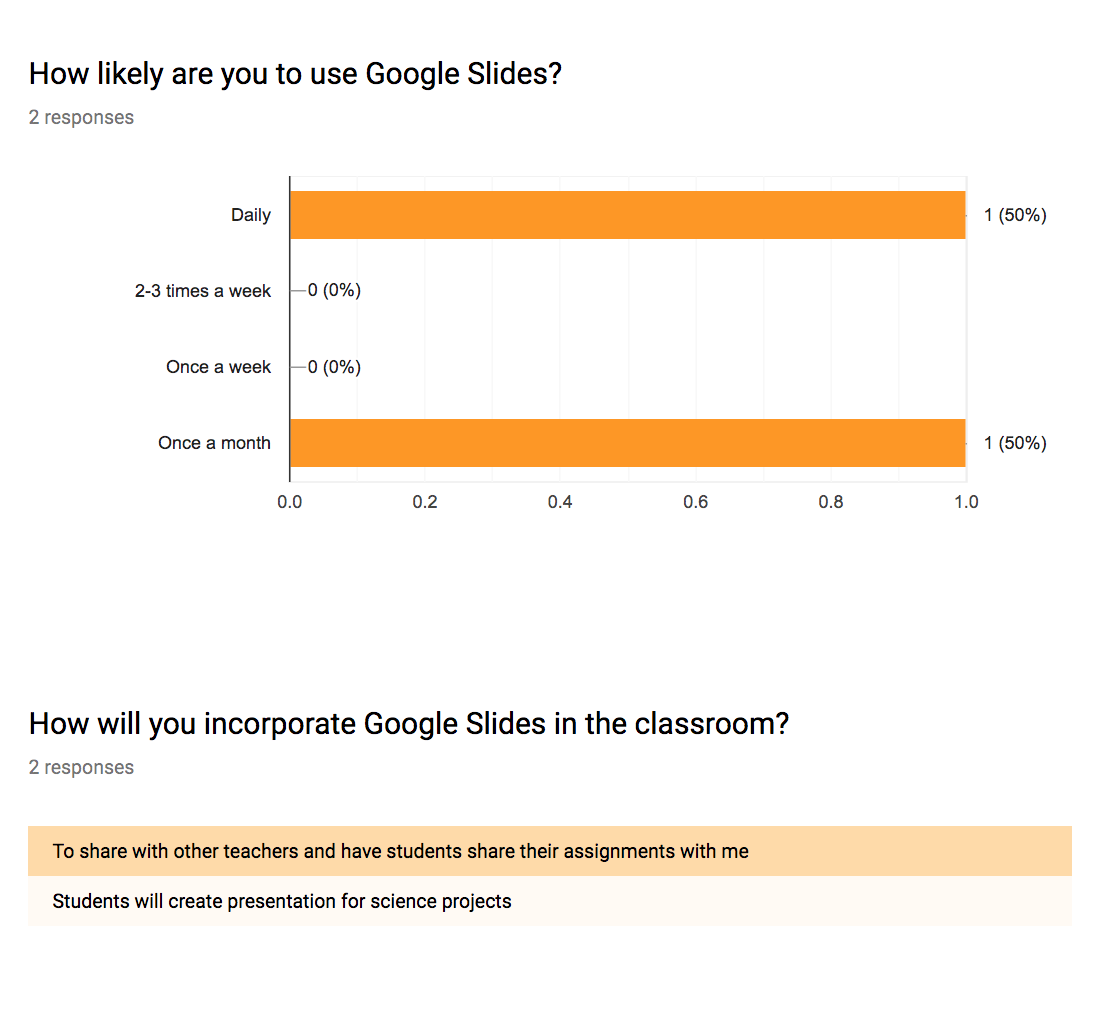 How likely are you to use Google Slides?
2 responses
Daily
1 (50%)
2-3 times a week
0 (0%)
Once a week
0 (0%)
Once a month
1 (50%)
0.0 0.2 0.4 0.6 0.8 1.0
How will you incorporate Google Slides in the classroom?
2 responses
To share with other teachers and have students share their assignments with me
Students will create presentation for science projects